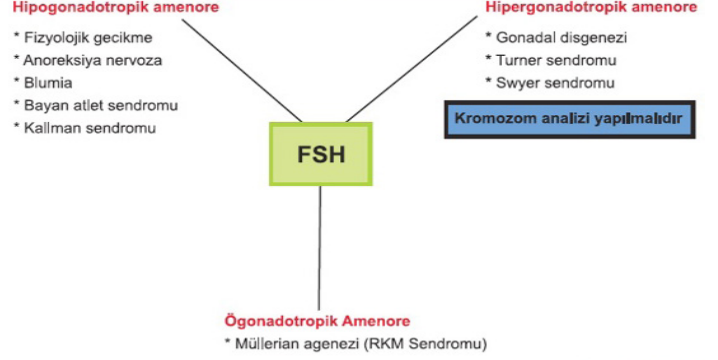 Hipogonadotropik amenore
* Fizyolojik gecikme
* Anoreksiya nervoza
* Blumia
* Bayan atlet sendromu
* Kallman sendromu
Hipergonadotropik amenore
* Gonadal disgenezi
* Turner sendromu
* Swyer sendromu
Kromozom analizi yapılmalıdır
FSH
Ögonadotropik Amenore
* Müllerian agenezi (RKM Sendromu)